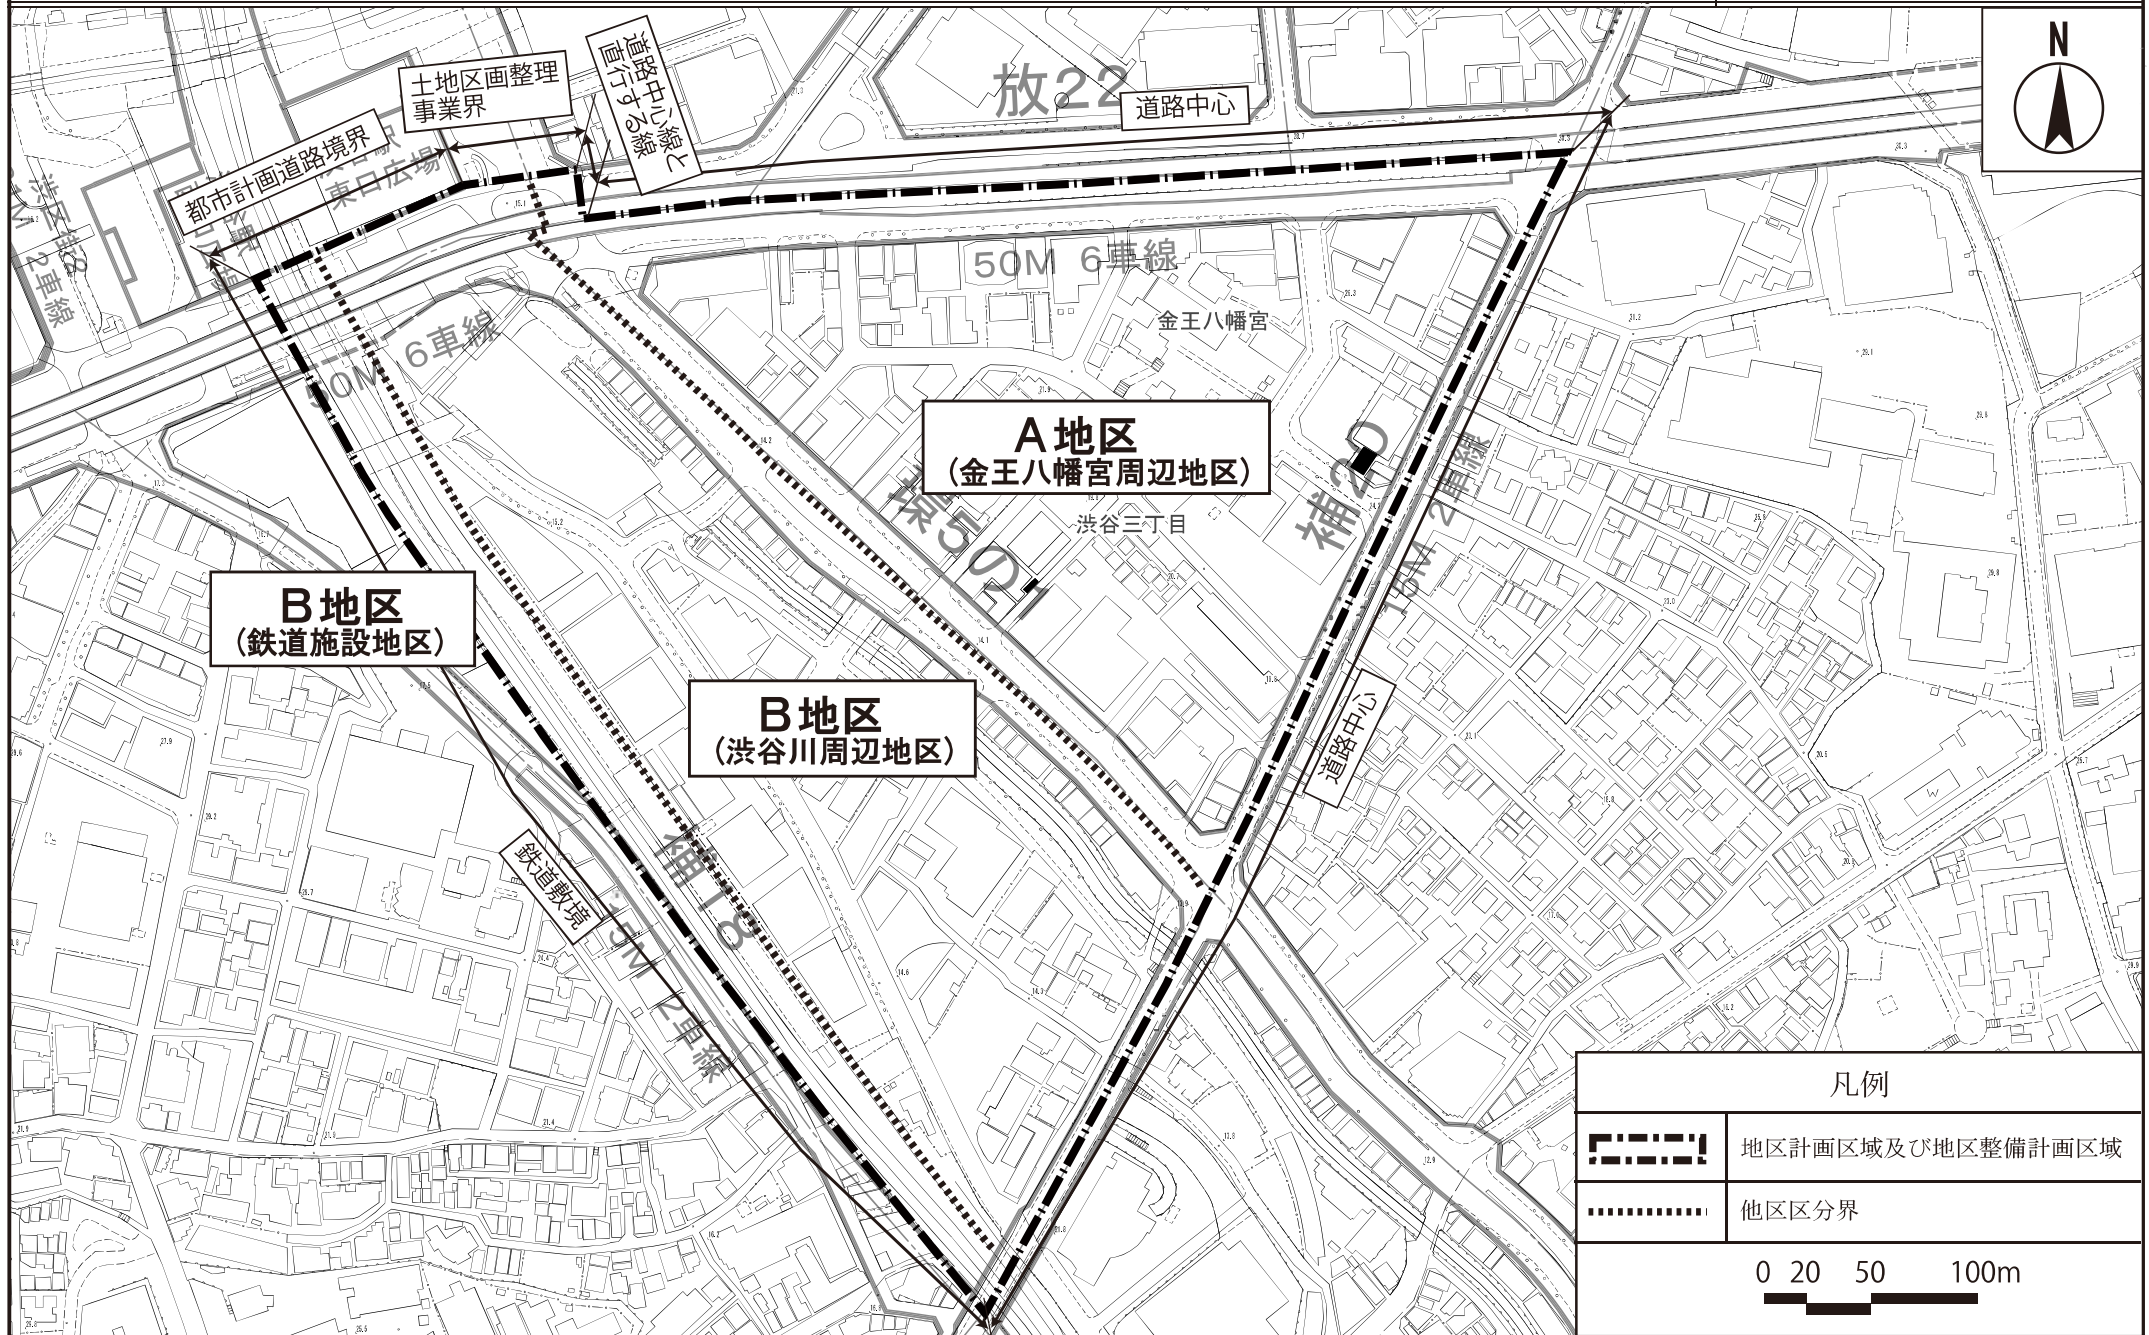 N
放22
道路中心線と
直行する線
土地区画整理
事業界
道路中心
都市計画道路境界
東口広場
2車線
50M 6車線
50M 6車線
金王八幡宮
A地区
(金王八幡宮周辺地区)
環5の1
渋谷三丁目
補20
15M 2車線
B地区
(鉄道施設地区)
B地区
(渋谷川周辺地区)
道路中心
鉄道敷境
補18
15M 2車線
凡例
地区計画区域及び地区整備計画区域
他区区分界
0 20 50 100m